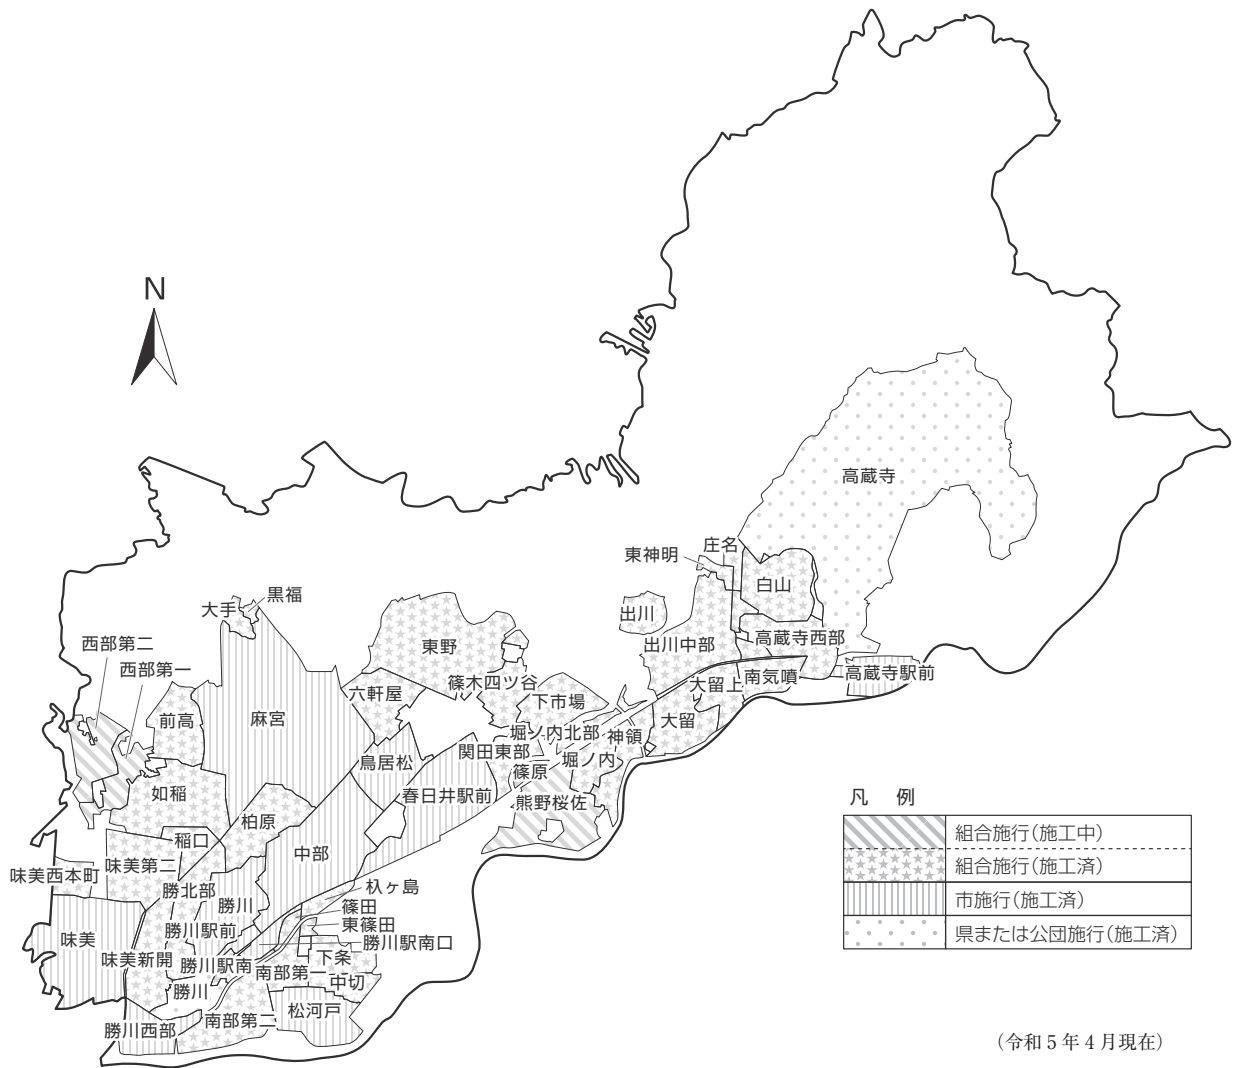 N
高蔵寺
庄名
東神明
白山
黒福
大手
出川
西部第二
東野
出川中部
高蔵寺西部
西部第一
高蔵寺駅前
南気噴
篠木四ツ谷
大留上
六軒屋
下市場
前高
麻宮
大留
堀ノ内北部
神領
関田東部
鳥居松
堀ノ内
篠原
如稲
春日井駅前
熊野桜佐
柏原
稲口
中部
味美第二
味美西本町
勝北部
杁ヶ島
勝川
篠田
東篠田
勝川駅前
味美
勝川駅南口
味美新開
勝川駅南
下条
南部第一
中切
勝川
松河戸
南部第二
勝川西部
凡 例
組合施行(施工中)
組合施行(施工済)
市施行(施工済)
県または公団施行(施工済)
(令和5年4月現在)